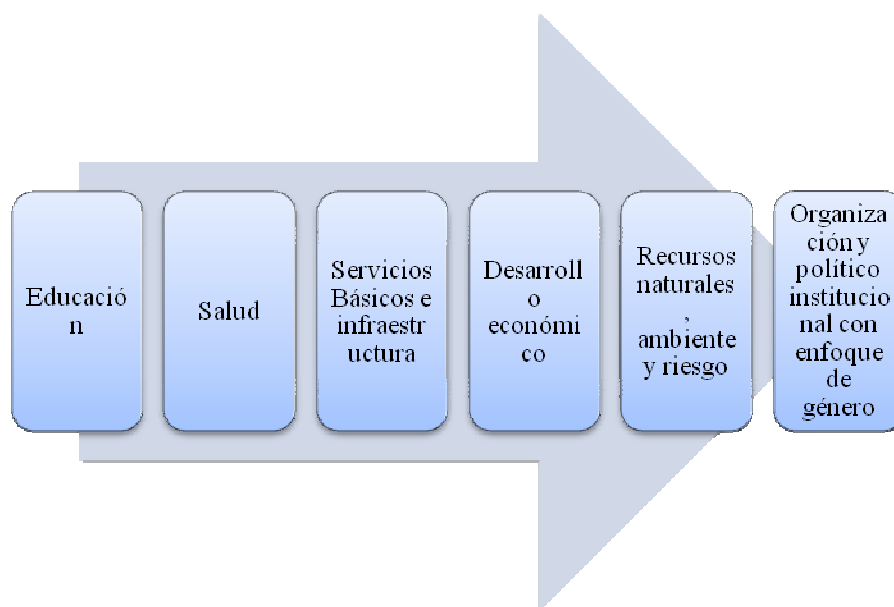 Educació
n
Salud
Servicios
Básicos e
infraestr
uctura
Desarroll
o
económi
co
Recursos
naturales
,
ambiente
y riesgo
Organiza
ción y
político
institucio
nal con
enfoque
de
género